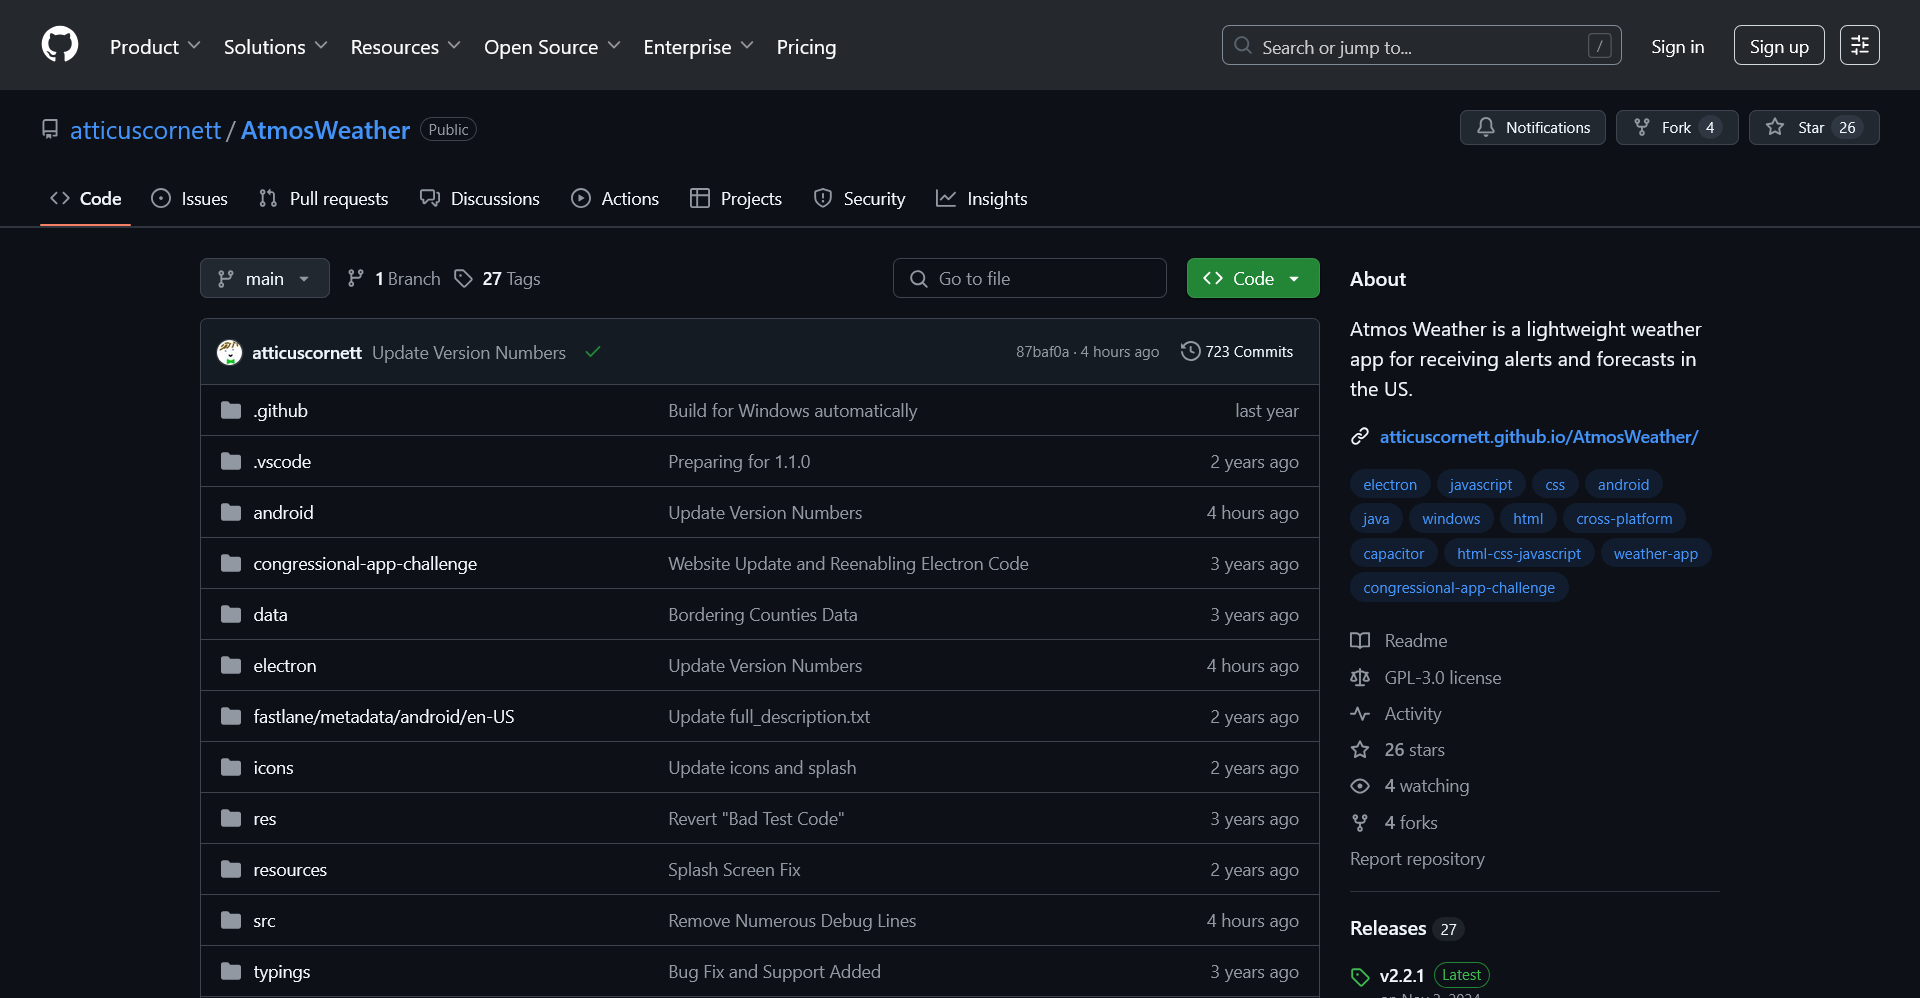 Product Solutions Resources Open Source Enterprise Pricing Search or jump to... / Sign in Sign up
atticuscornett / AtmosWeather Public Notifications Fork 4 Star 26
Code Issues Pull requests Discussions Actions Projects Security Insights
main 1 Branch 27 Tags Go to file Code
atticuscornett Update Version Numbers 87baf0a · 4 hours ago 723 Commits
.github Build for Windows automatically last year
.vscode Preparing for 1.1.0 2 years ago
android Update Version Numbers 4 hours ago
congressional-app-challenge Website Update and Reenabling Electron Code 3 years ago
data Bordering Counties Data 3 years ago
electron Update Version Numbers 4 hours ago
fastlane/metadata/android/en-US Update full_description.txt 2 years ago
icons Update icons and splash 2 years ago
res Revert "Bad Test Code" 3 years ago
resources Splash Screen Fix 2 years ago
src Remove Numerous Debug Lines 4 hours ago
typings Bug Fix and Support Added 3 years ago
About
Atmos Weather is a lightweight weather
app for receiving alerts and forecasts in
the US.
atticuscornett.github.io/AtmosWeather/
electron javascript css android
java windows html cross-platform
capacitor html-css-javascript weather-app
congressional-app-challenge
Readme
GPL-3.0 license
Activity
26 stars
4 watching
4 forks
Report repository
Releases 27
v2.2.1 Latest